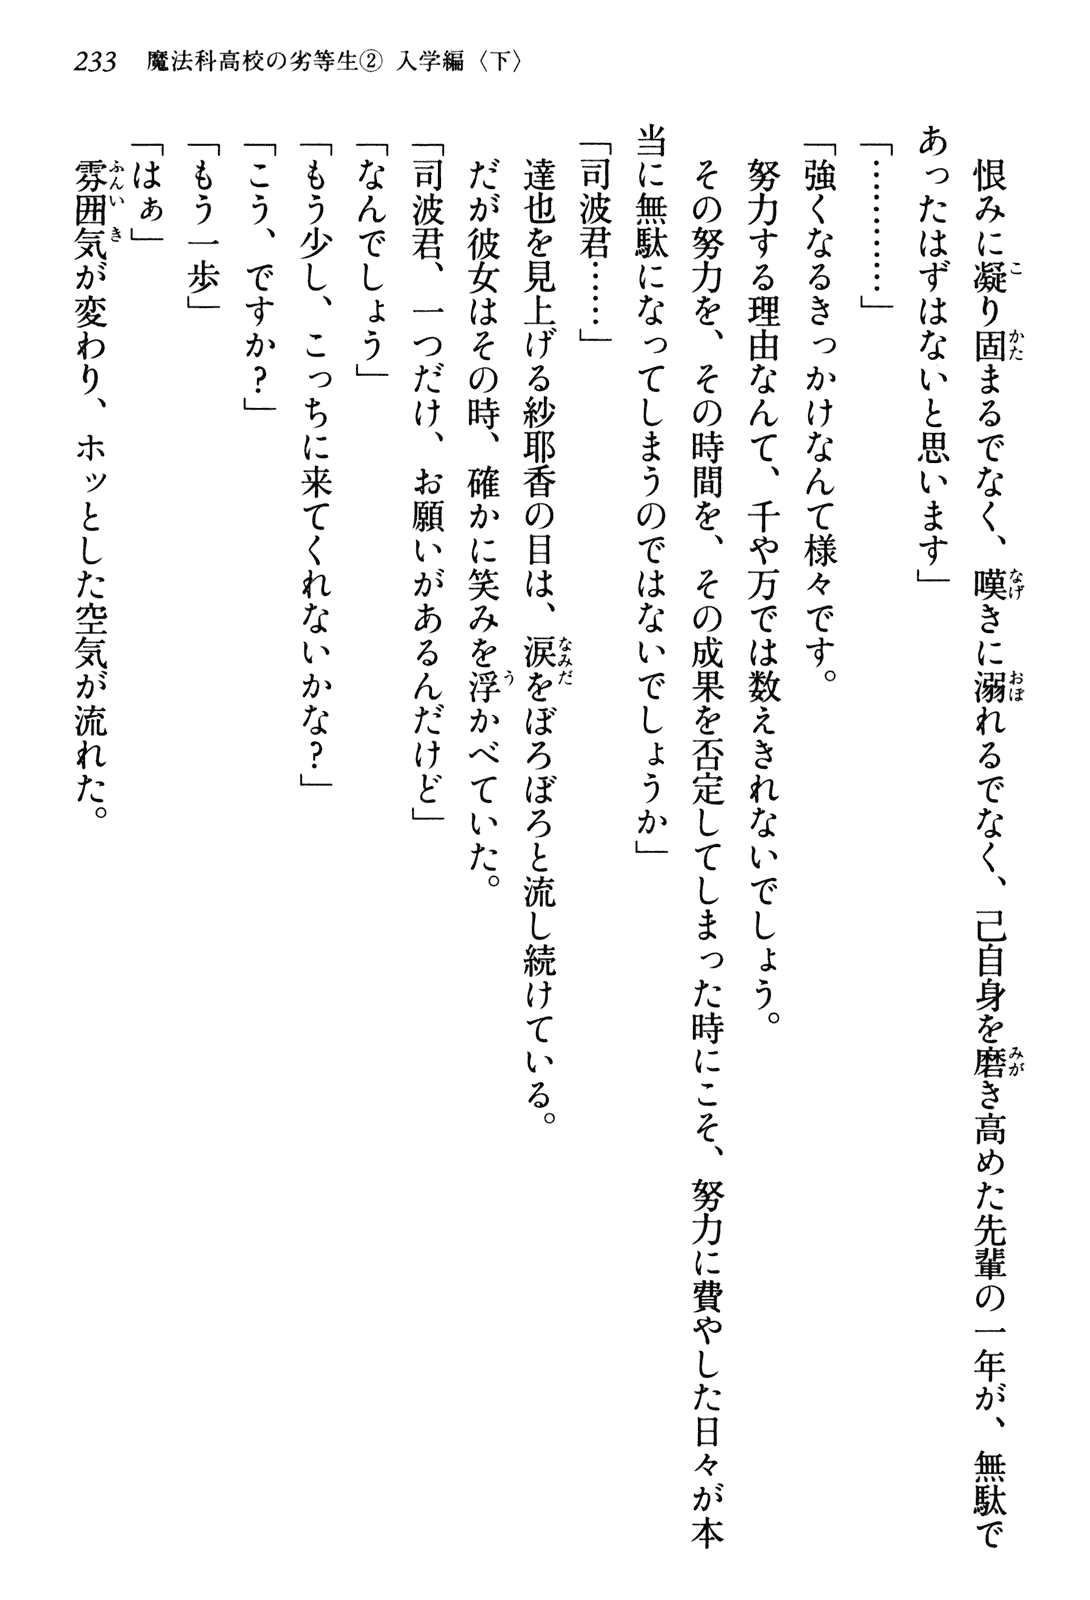 233 魔法科高校の劣等生② 入学編〈下〉
恨みに凝り固まるでなく、嘆きに溺れるでなく、己自身を磨き高めた先輩の一年が、無駄で
あったはずはないと思います」
「…………」
「強くなるきっかけなんて様々です。
努力する理由なんて、千や万では数えきれないでしょう。
その努力を、その時間を、その成果を否定してしまった時にこそ、努力に費やした日々が本
当に無駄になってしまうのではないでしょうか」
「司波君……」
達也を見上げる紗耶香の目は、涙をぼろぼろと流し続けている。
だが彼女はその時、確かに笑みを浮かべていた。
「司波君、一つだけ、お願いがあるんだけど」
「なんでしょう」
「もう少し、こっちに来てくれないかな?」
「こう、ですか?」
「もう一歩」
「はぁ」
雰囲気が変わり、ホッとした空気が流れた。